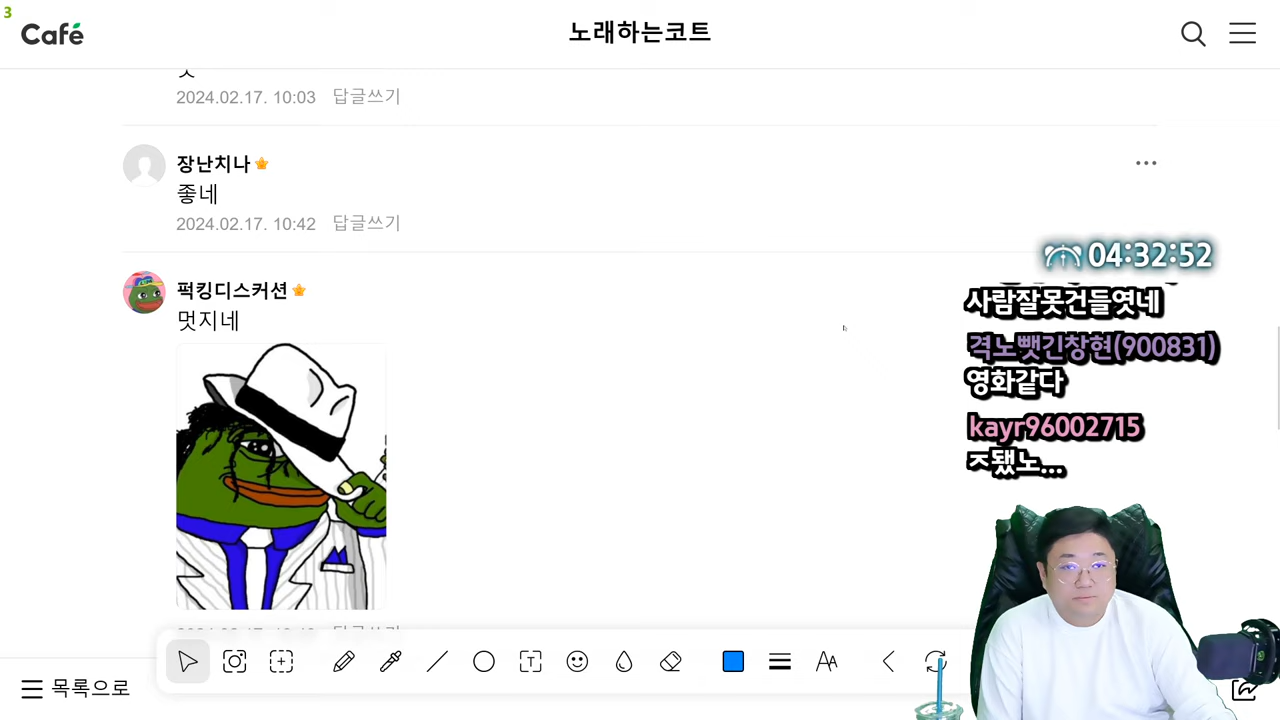 3
Café
노래하는코트
2024.02.17. 10:03 답글쓰기
장난치나
좋네
2024.02.17. 10:42 답글쓰기
퍽킹디스커션
멋지네
04:32:52
사람잘못건들엿네
격노뺏긴창현(900831)
영화같다
kayr96002715
ㅈ됐노...
T
AA
목록으로